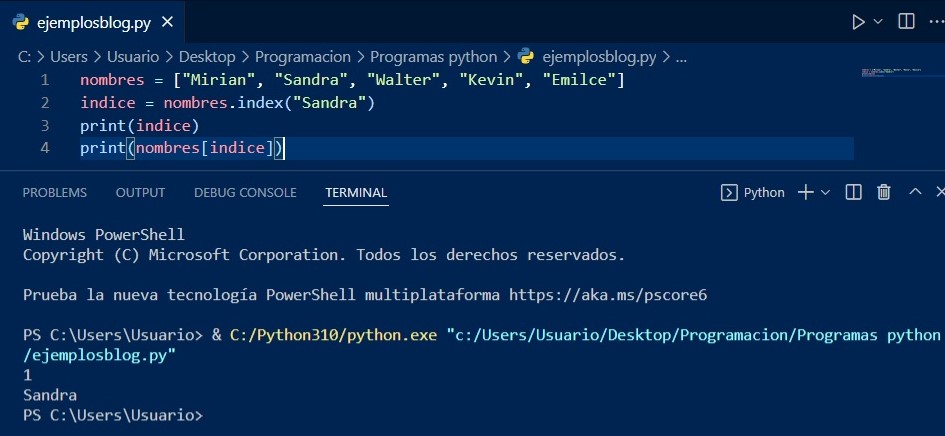 ejemplosblog.py
C: > Users > Usuario > Desktop > Programacion > Programas python > ejemplosblog.py > ...
1 nombres = ["Mirian", "Sandra", "Walter", "Kevin", "Emilce"]
2 indice = nombres.index("Sandra")
3 print(indice)
4 print(nombres[indice])
PROBLEMS OUTPUT DEBUG CONSOLE TERMINAL Python
Windows PowerShell
Copyright (C) Microsoft Corporation. Todos los derechos reservados.
Prueba la nueva tecnología PowerShell multiplataforma https://aka.ms/pscore6
PS C:\Users\Usuario> & C:/Python310/python.exe "c:/Users/Usuario/Desktop/Programacion/Programas python
/ejemplosblog.py"
1
Sandra
PS C:\Users\Usuario>